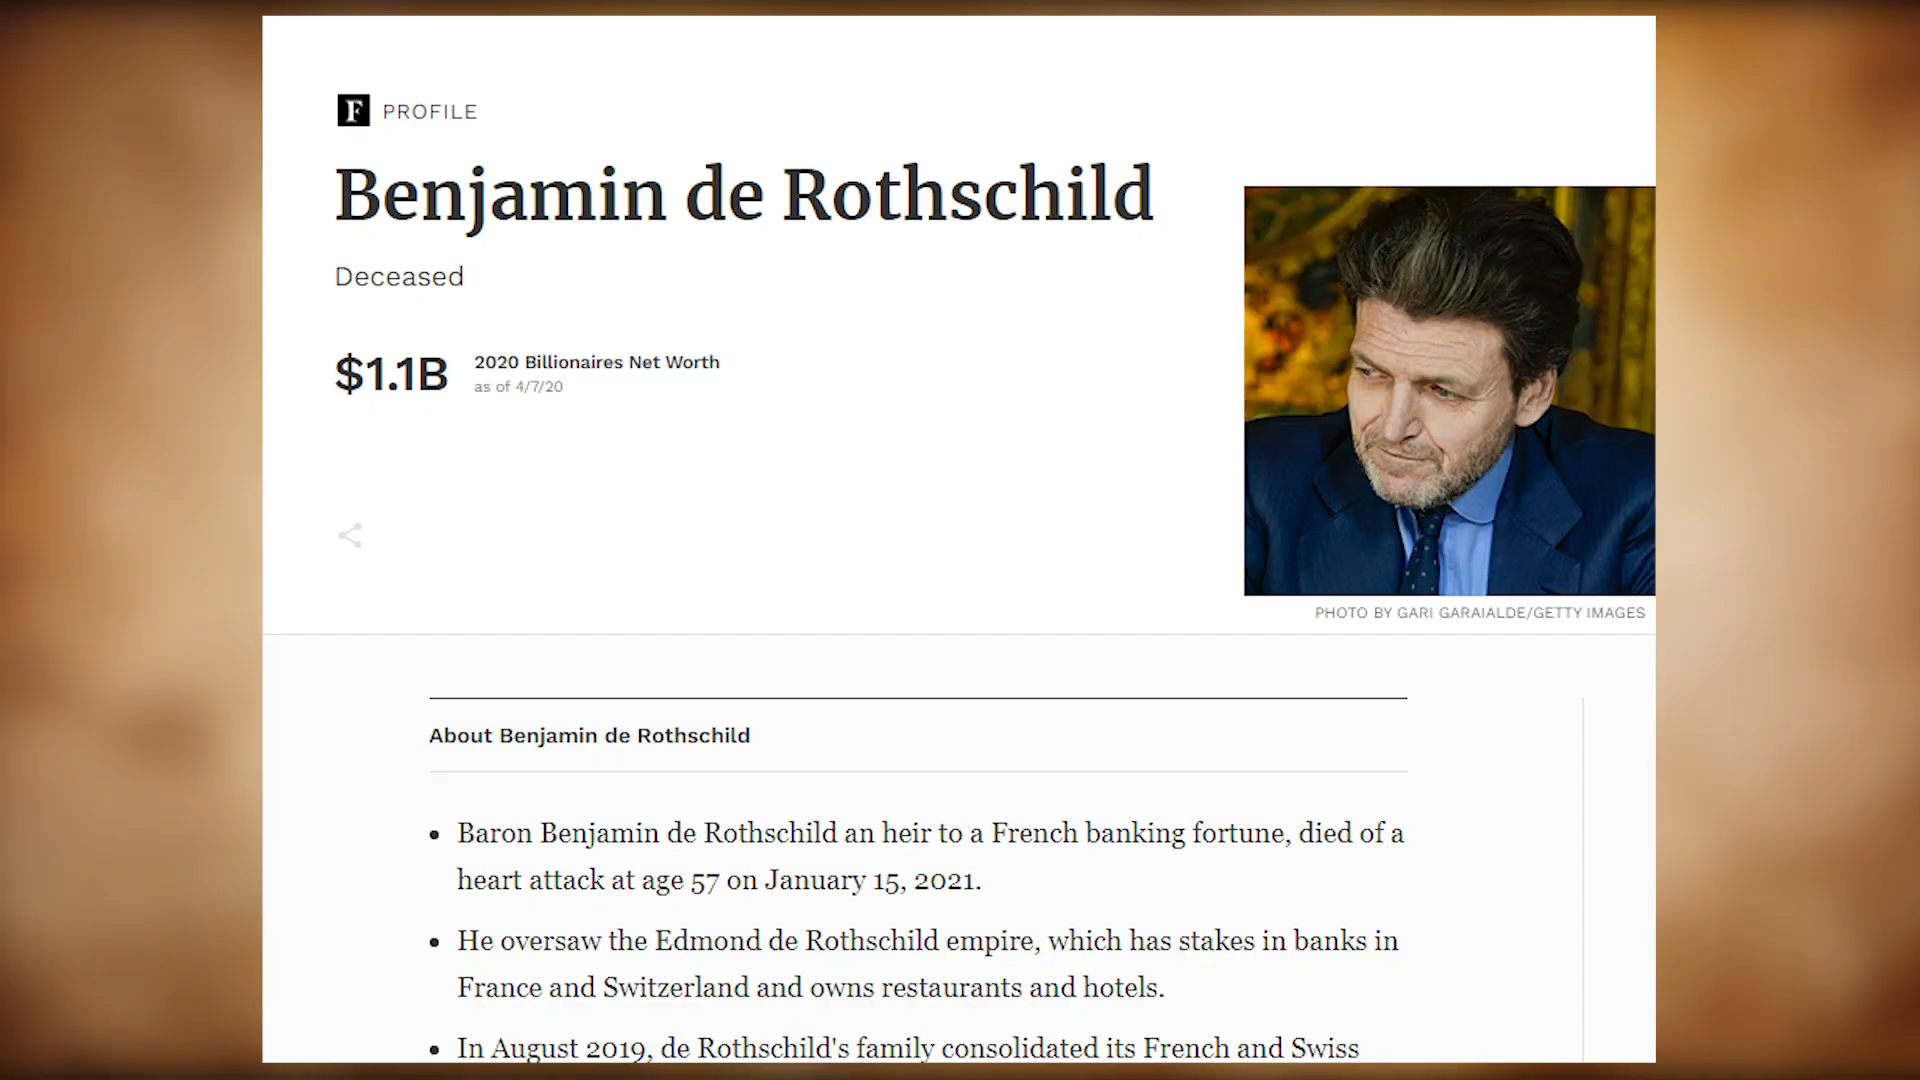 F PROFILE
Benjamin de Rothschild
Deceased
$1.1B
2020 Billionaires Net Worth
as of 4/7/20
PHOTO BY GARI GARAIALDE/GETTY IMAGES
About Benjamin de Rothschild
• Baron Benjamin de Rothschild an heir to a French banking fortune, died of a
heart attack at age 57 on January 15, 2021.
• He oversaw the Edmond de Rothschild empire, which has stakes in banks in
France and Switzerland and owns restaurants and hotels.
• In August 2019, de Rothschild's family consolidated its French and Swiss